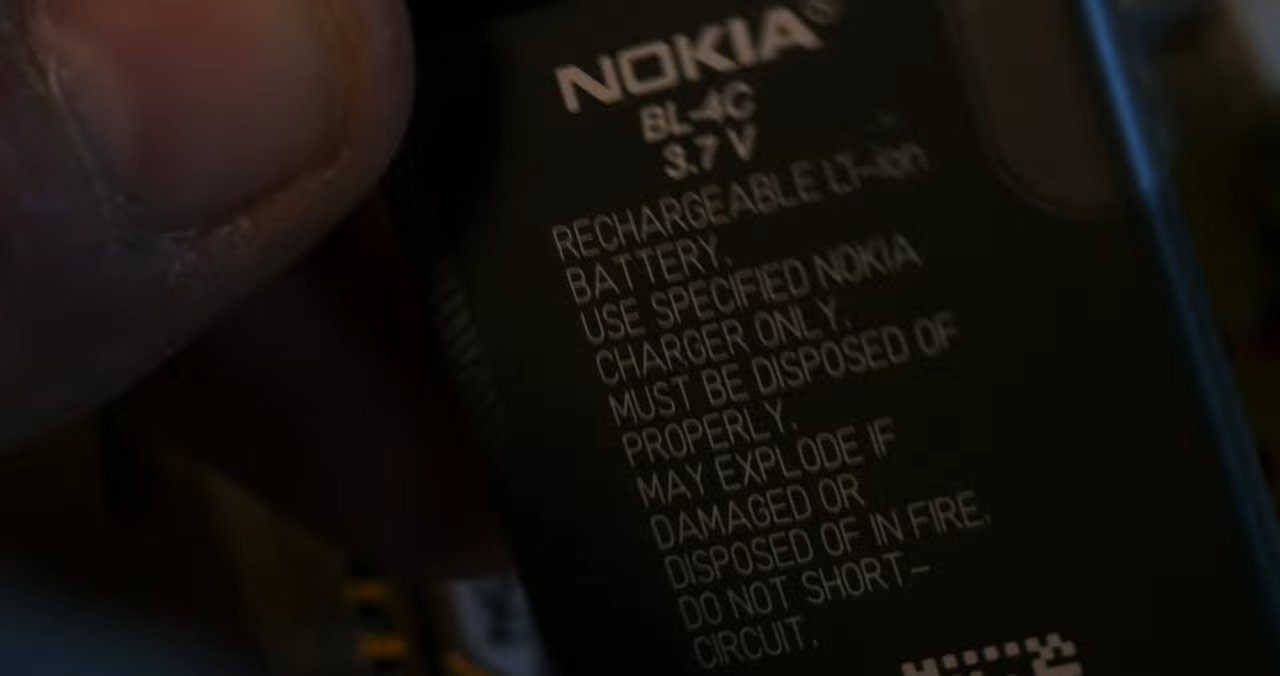 NOKIA®
BL-4C
3.7 V
RECHARGEABLE LI-ion
BATTERY.
USE SPECIFIED NOKIA
CHARGER ONLY.
MUST BE DISPOSED OF
PROPERLY.
MAY EXPLODE IF
DAMAGED OR
DISPOSED OF IN FIRE.
DO NOT SHORT-
CIRCUIT.